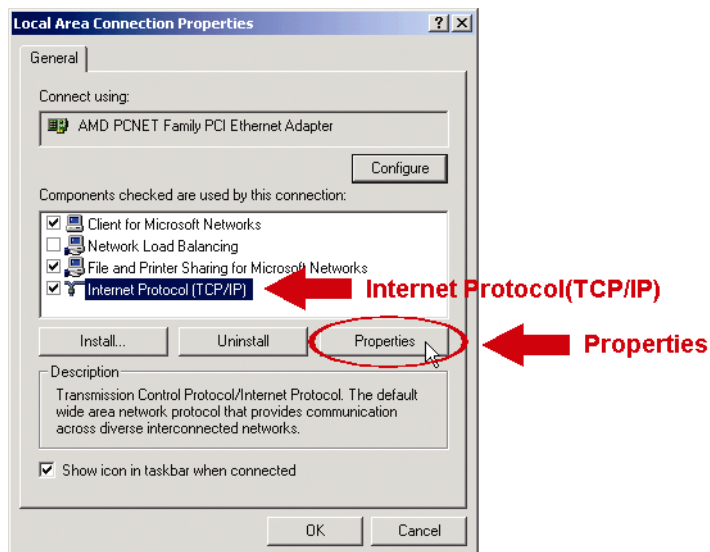 Local Area Connection Properties
General
Connect using:
AMD PCNET Family PCI Ethernet Adapter
Configure
Components checked are used by this connection:
Client for Microsoft Networks
Network Load Balancing
File and Printer Sharing for Microsoft Networks
Internet Protocol (TCP/IP)
Internet Protocol(TCP/IP)
Install...
Uninstall
Properties
Properties
Description
Transmission Control Protocol/Internet Protocol. The default
wide area network protocol that provides communication
across diverse interconnected networks.
Show icon in taskbar when connected
OK
Cancel